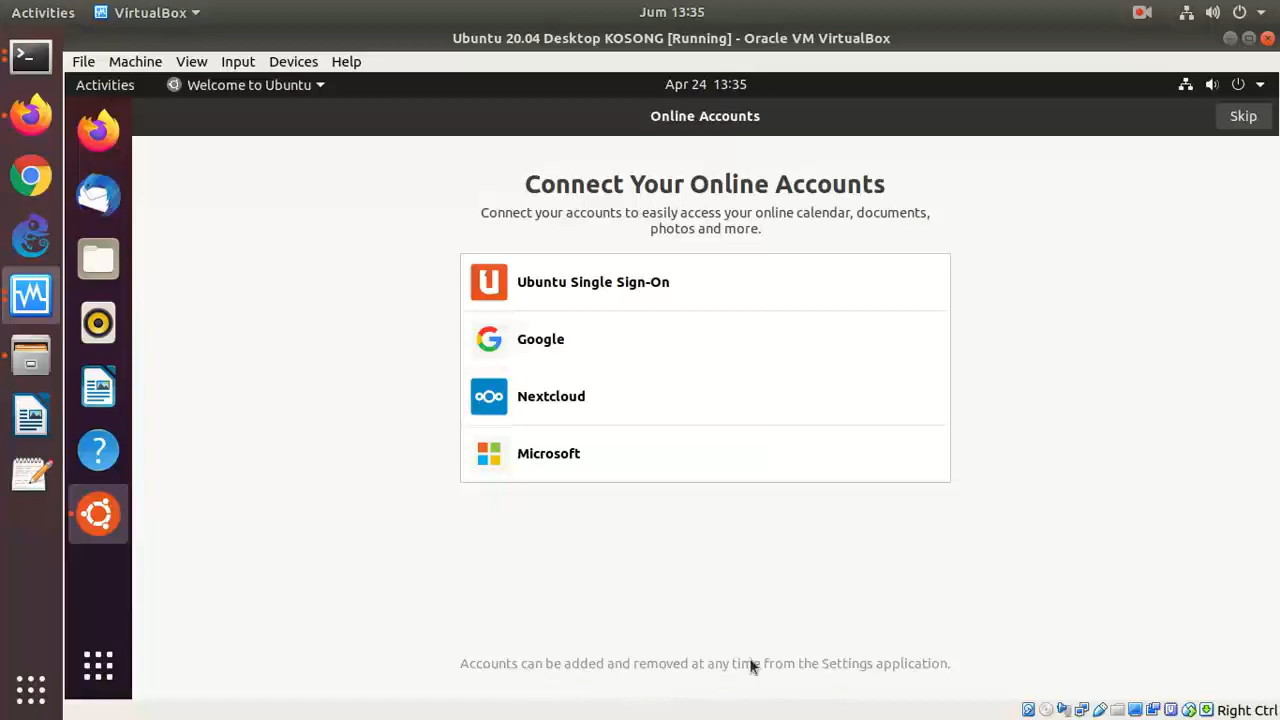 Activities VirtualBox Jum 13:35
Ubuntu 20.04 Desktop KOSONG [Running] - Oracle VM VirtualBox
File Machine View Input Devices Help
Activities Welcome to Ubuntu Apr 24 13:35
Online Accounts Skip
Connect Your Online Accounts
Connect your accounts to easily access your online calendar, documents,
photos and more.
Ubuntu Single Sign-On
Google
Nextcloud
Microsoft
Accounts can be added and removed at any time from the Settings application.
Right Ctrl